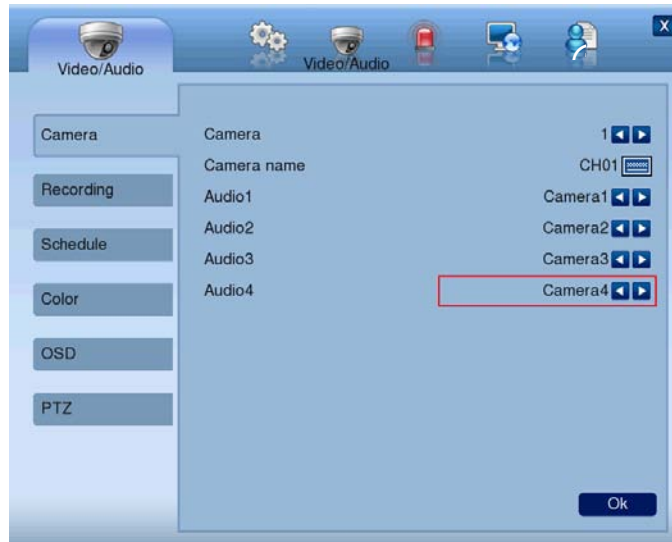 Video/Audio
Video/Audio
X
Camera
Recording
Schedule
Color
OSD
PTZ
Camera 1
Camera name CH01
Audio1 Camera1
Audio2 Camera2
Audio3 Camera3
Audio4 Camera4
Ok